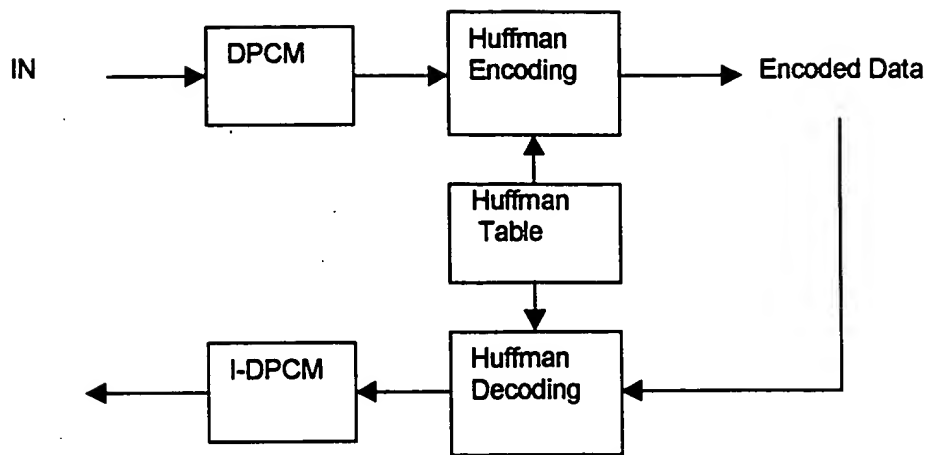 IN
DPCM
Huffman
Encoding
Encoded Data
Huffman
Table
I-DPCM
Huffman
Decoding